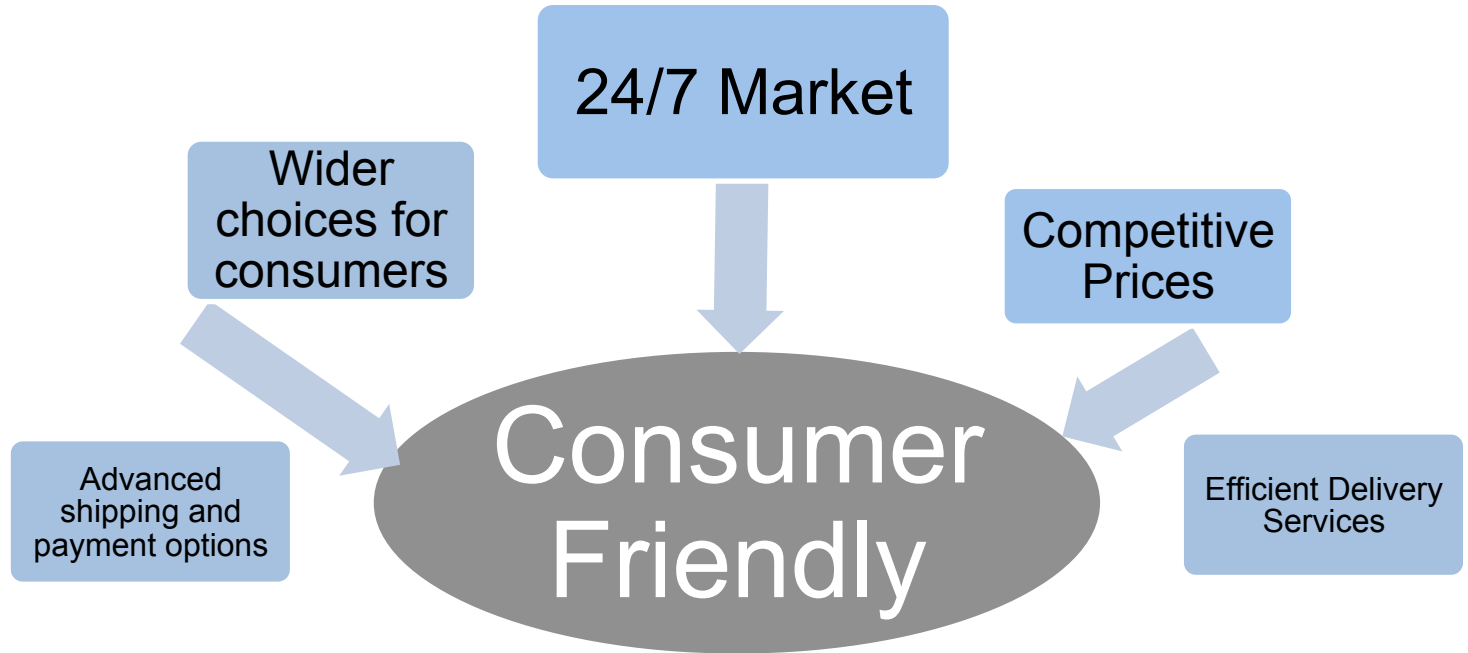 24/7 Market
Wider
choices for
consumers
Competitive
Prices
Consumer
Friendly
Advanced
shipping and
payment options
Efficient Delivery
Services